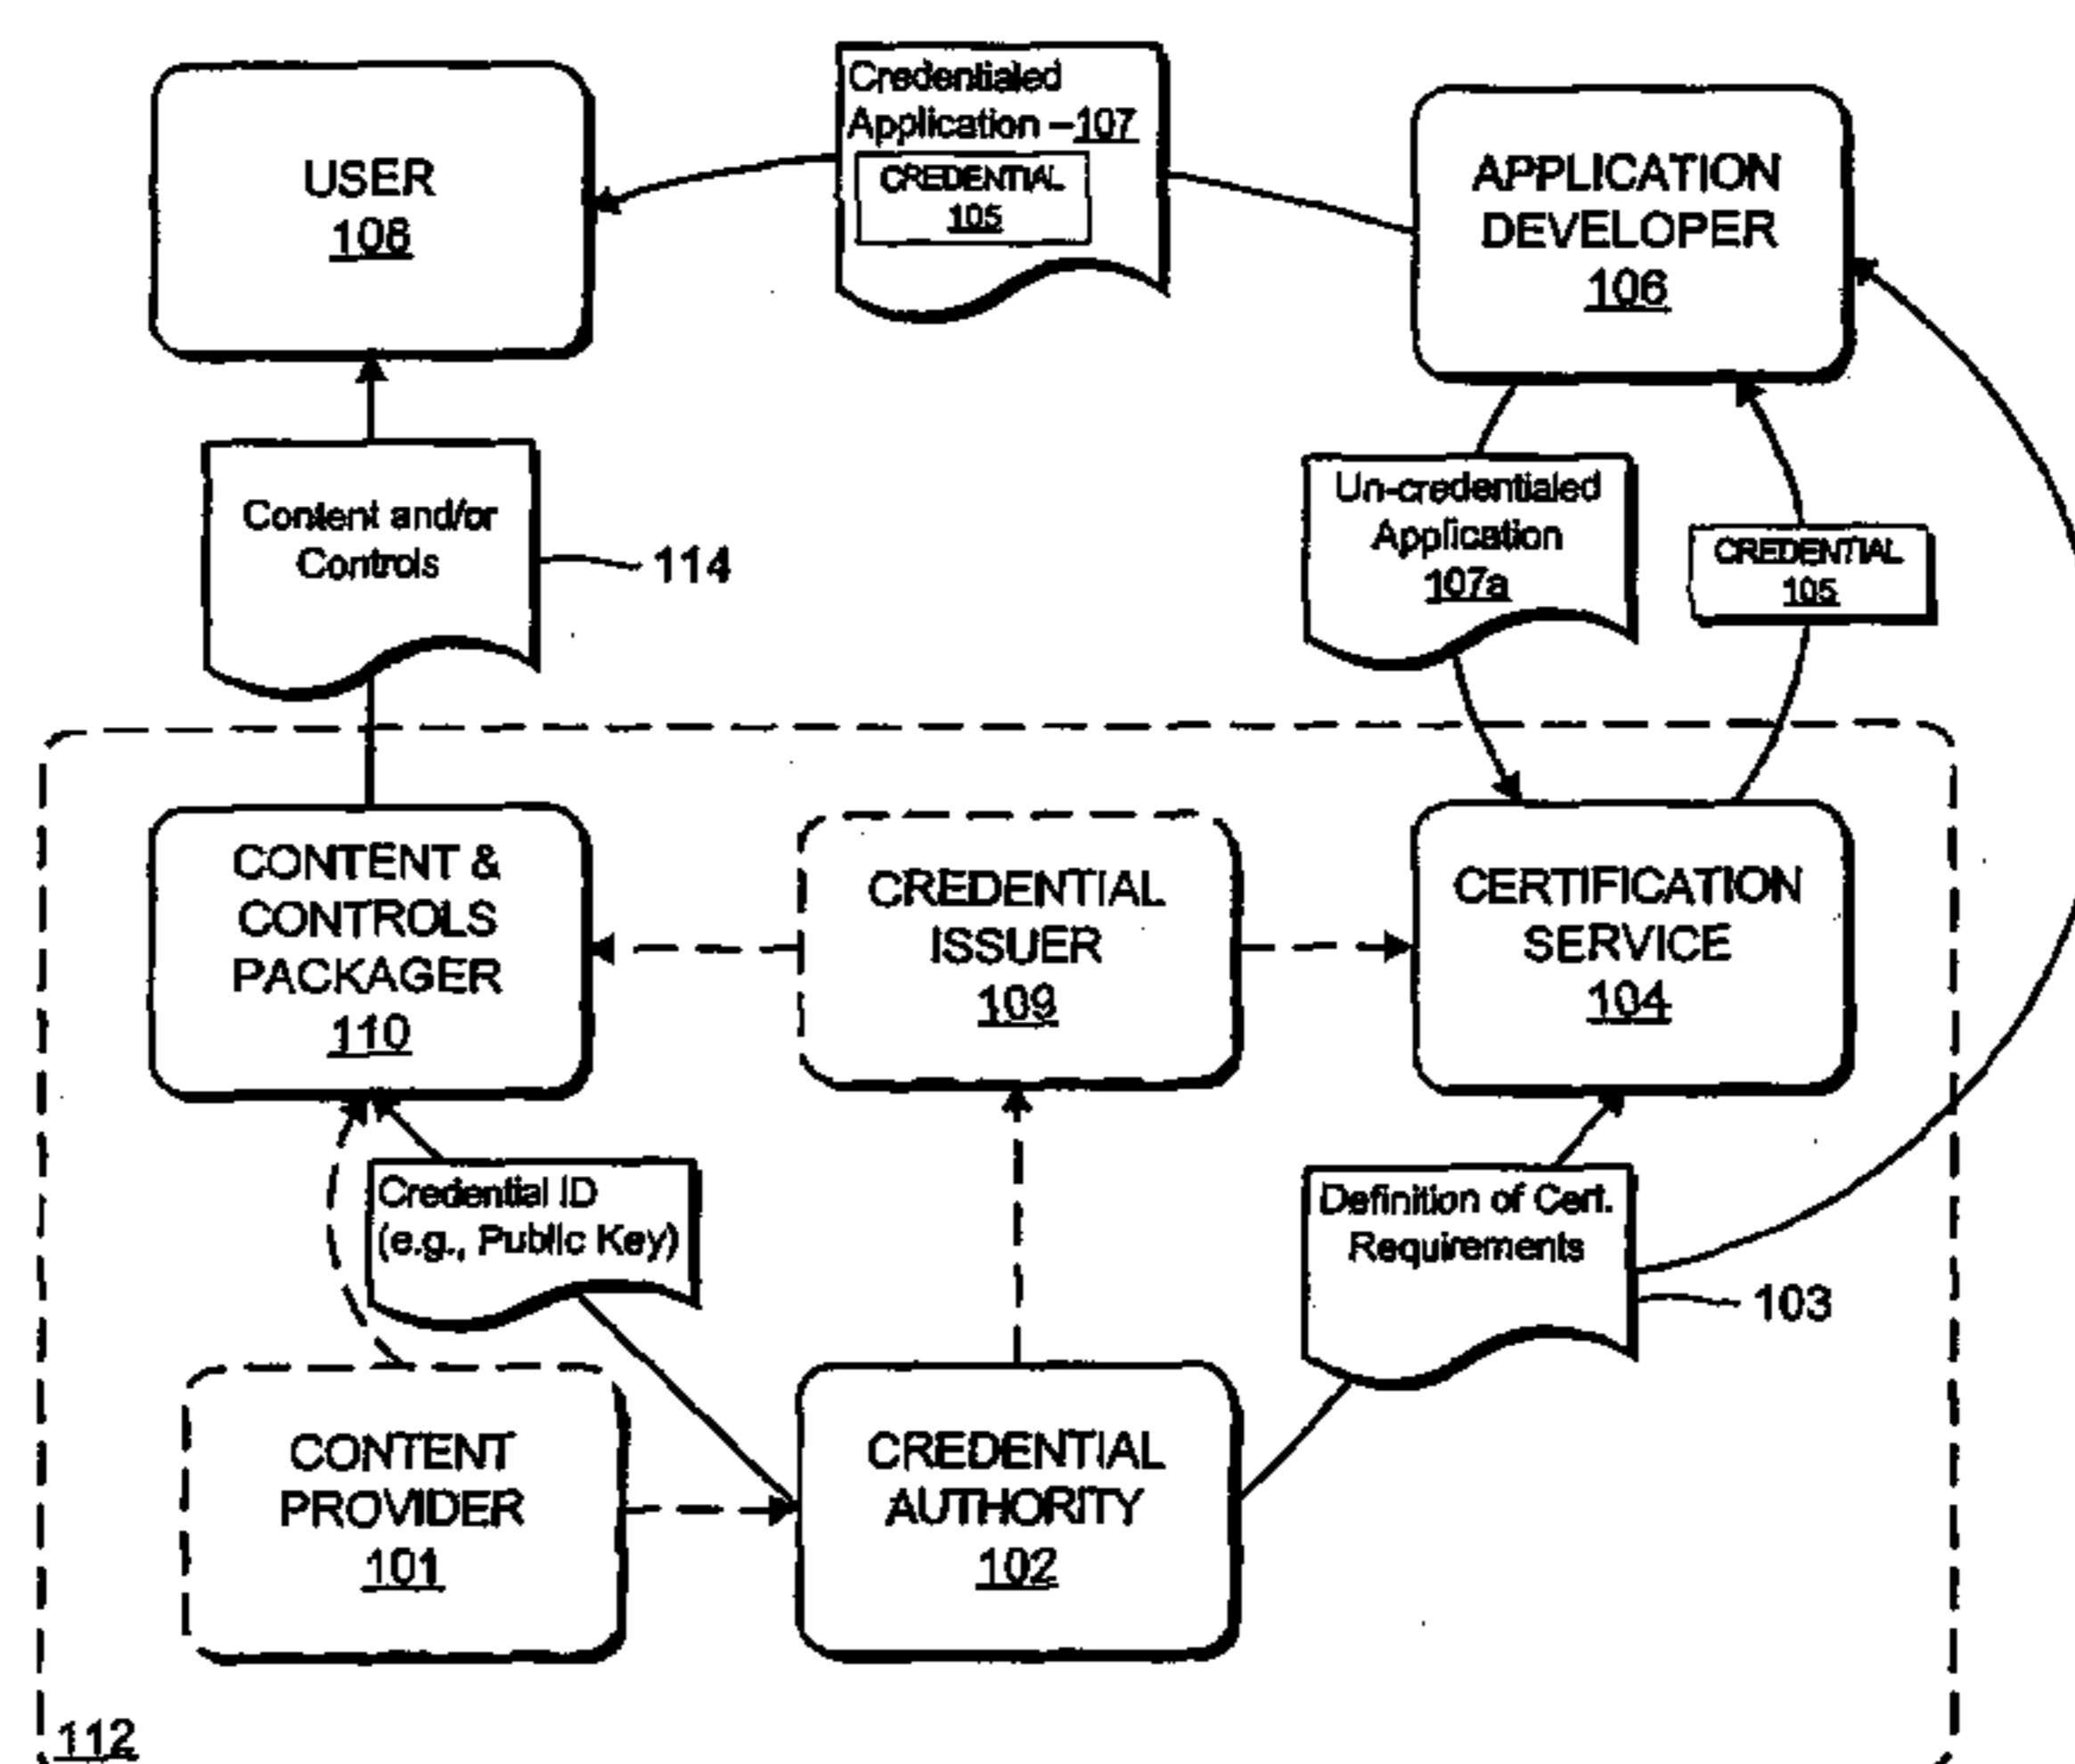 USER
108
Credentialed
Application – 107
CREDENTIAL
105
APPLICATION
DEVELOPER
106
Content and/or
Controls
114
Un-credentialed
Application
107a
CREDENTIAL
105
CONTENT &
CONTROLS
PACKAGER
110
CREDENTIAL
ISSUER
109
CERTIFICATION
SERVICE
104
Credential ID
(e.g., Public Key)
Definition of Cert.
Requirements
103
CONTENT
PROVIDER
101
CREDENTIAL
AUTHORITY
102
112